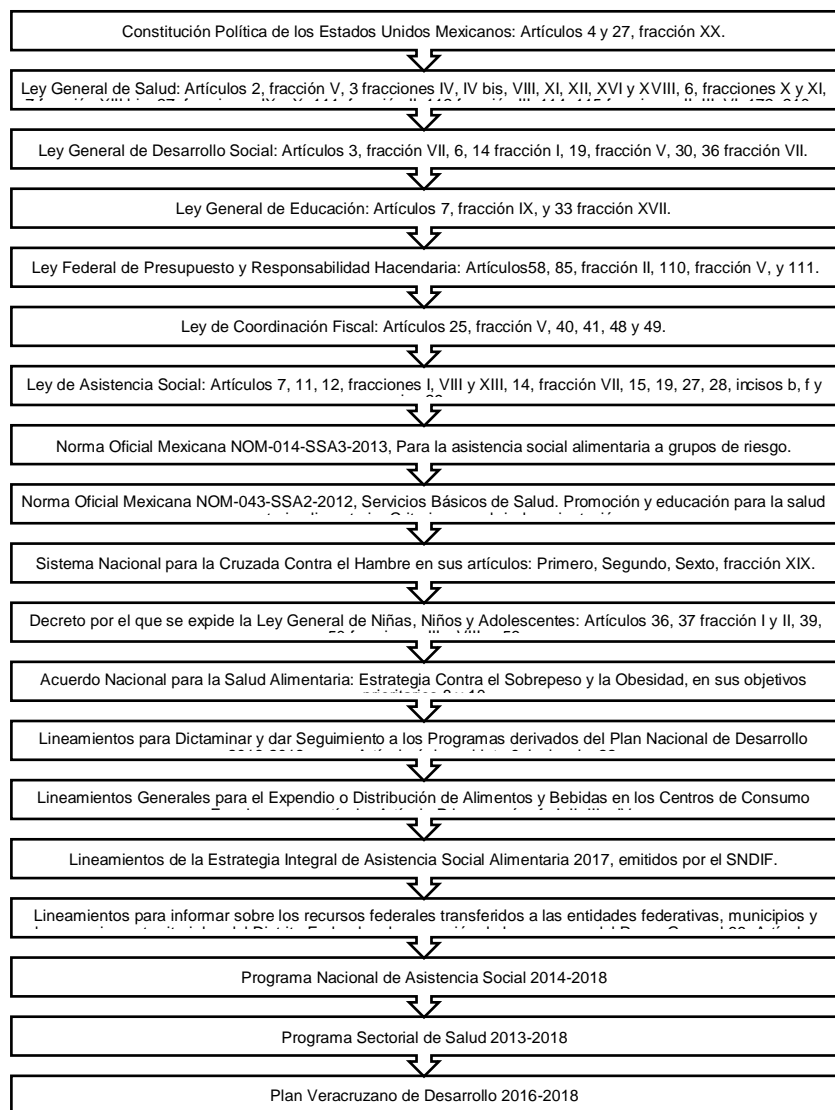 Constitución Política de los Estados Unidos Mexicanos: Artículos 4 y 27, fracción XX.
Ley General de Salud: Artículos 2, fracción V, 3 fracciones IV, IV bis, VIII, XI, XII, XVI y XVIII, 6, fracciones X y XI,
Ley General de Desarrollo Social: Artículos 3, fracción VII, 6, 14 fracción I, 19, fracción V, 30, 36 fracción VII.
Ley General de Educación: Artículos 7, fracción IX, y 33 fracción XVII.
Ley Federal de Presupuesto y Responsabilidad Hacendaria: Artículos58, 85, fracción II, 110, fracción V, y 111.
Ley de Coordinación Fiscal: Artículos 25, fracción V, 40, 41, 48 y 49.
Ley de Asistencia Social: Artículos 7, 11, 12, fracciones I, VIII y XIII, 14, fracción VII, 15, 19, 27, 28, incisos b, f y
Norma Oficial Mexicana NOM-014-SSA3-2013, Para la asistencia social alimentaria a grupos de riesgo.
Norma Oficial Mexicana NOM-043-SSA2-2012, Servicios Básicos de Salud. Promoción y educación para la salud
Sistema Nacional para la Cruzada Contra el Hambre en sus artículos: Primero, Segundo, Sexto, fracción XIX.
Decreto por el que se expide la Ley General de Niñas, Niños y Adolescentes: Artículos 36, 37 fracción I y II, 39,
Acuerdo Nacional para la Salud Alimentaria: Estrategia Contra el Sobrepeso y la Obesidad, en sus objetivos
Lineamientos para Dictaminar y dar Seguimiento a los Programas derivados del Plan Nacional de Desarrollo
Lineamientos Generales para el Expendio o Distribución de Alimentos y Bebidas en los Centros de Consumo
Lineamientos de la Estrategia Integral de Asistencia Social Alimentaria 2017, emitidos por el SNDIF.
Lineamientos para informar sobre los recursos federales transferidos a las entidades federativas, municipios y
Programa Nacional de Asistencia Social 2014-2018
Programa Sectorial de Salud 2013-2018
Plan Veracruzano de Desarrollo 2016-2018